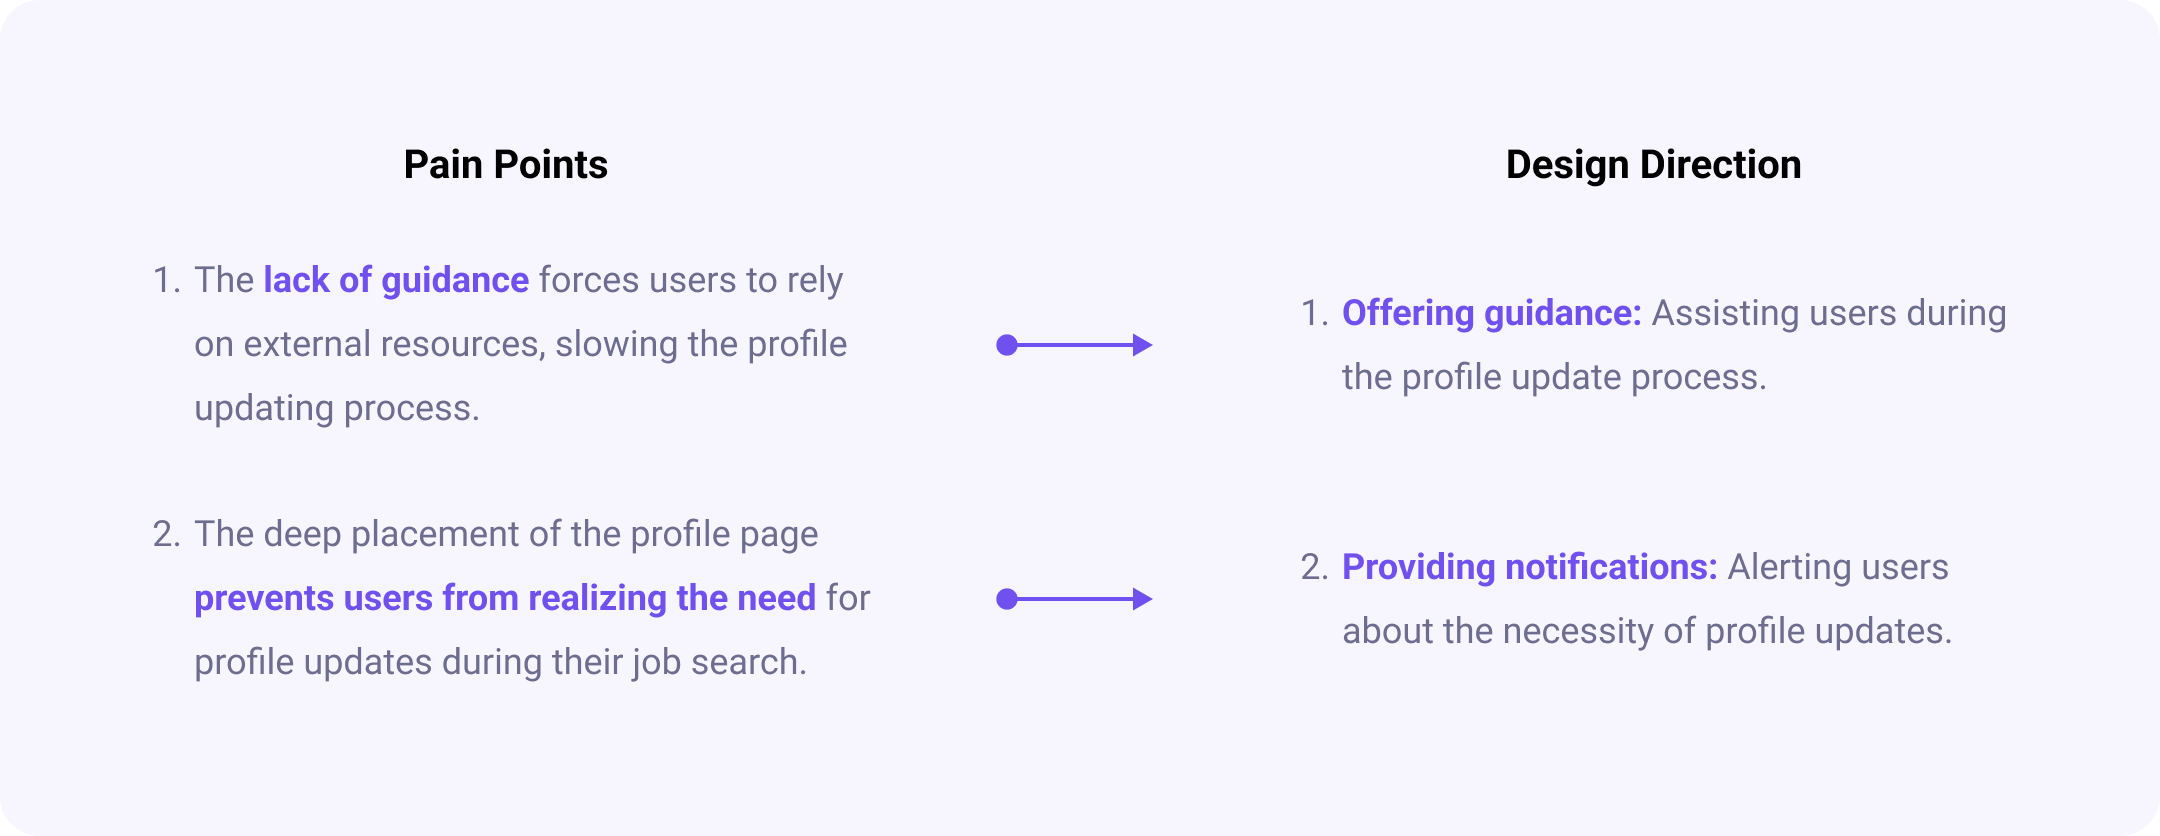 Pain Points
1. The lack of guidance forces users to rely
on external resources, slowing the profile
updating process.
2. The deep placement of the profile page
prevents users from realizing the need for
profile updates during their job search.
Design Direction
1. Offering guidance: Assisting users during
the profile update process.
2. Providing notifications: Alerting users
about the necessity of profile updates.